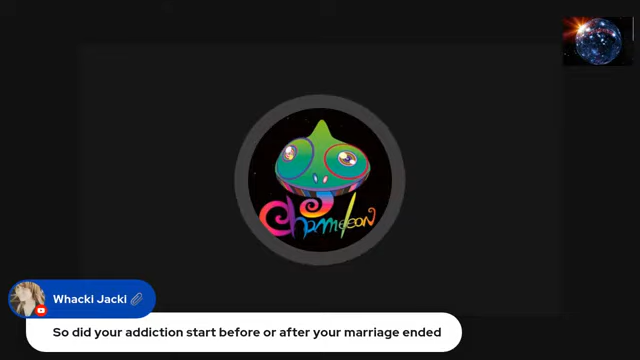 Chameleon
Whacki Jacki
So did your addiction start before or after your marriage ended